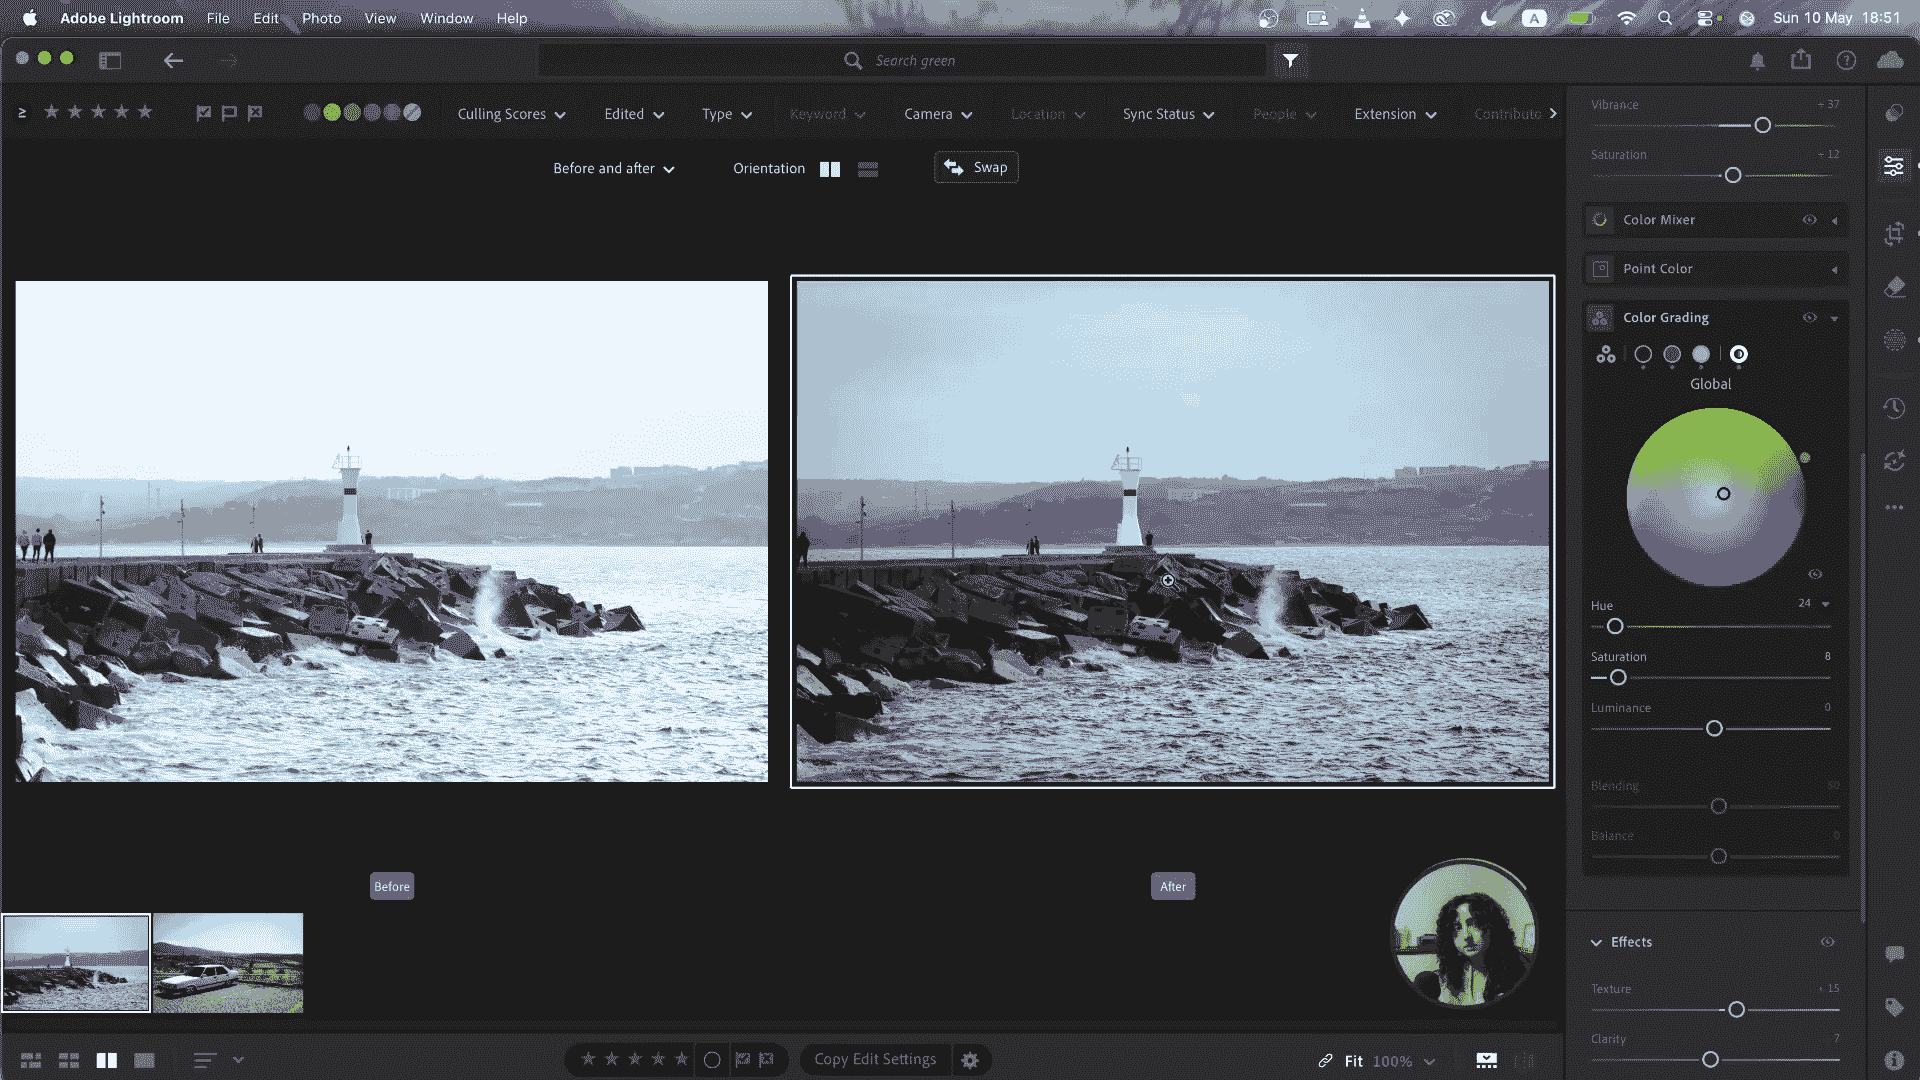 Adobe Lightroom File Edit Photo View Window Help
A
Sun 10 May 18:51
Search green
≥
Culling Scores Edited Type Keyword Camera Location Sync Status People Extension Contributo
Before and after Orientation Swap
Vibrance + 37
Saturation + 12
Color Mixer
Point Color
Color Grading
Global
Hue 24
Saturation 8
Luminance 0
Blending 50
Balance 0
Before
After
Effects
Texture + 15
Clarity 7
Copy Edit Settings
Fit 100%